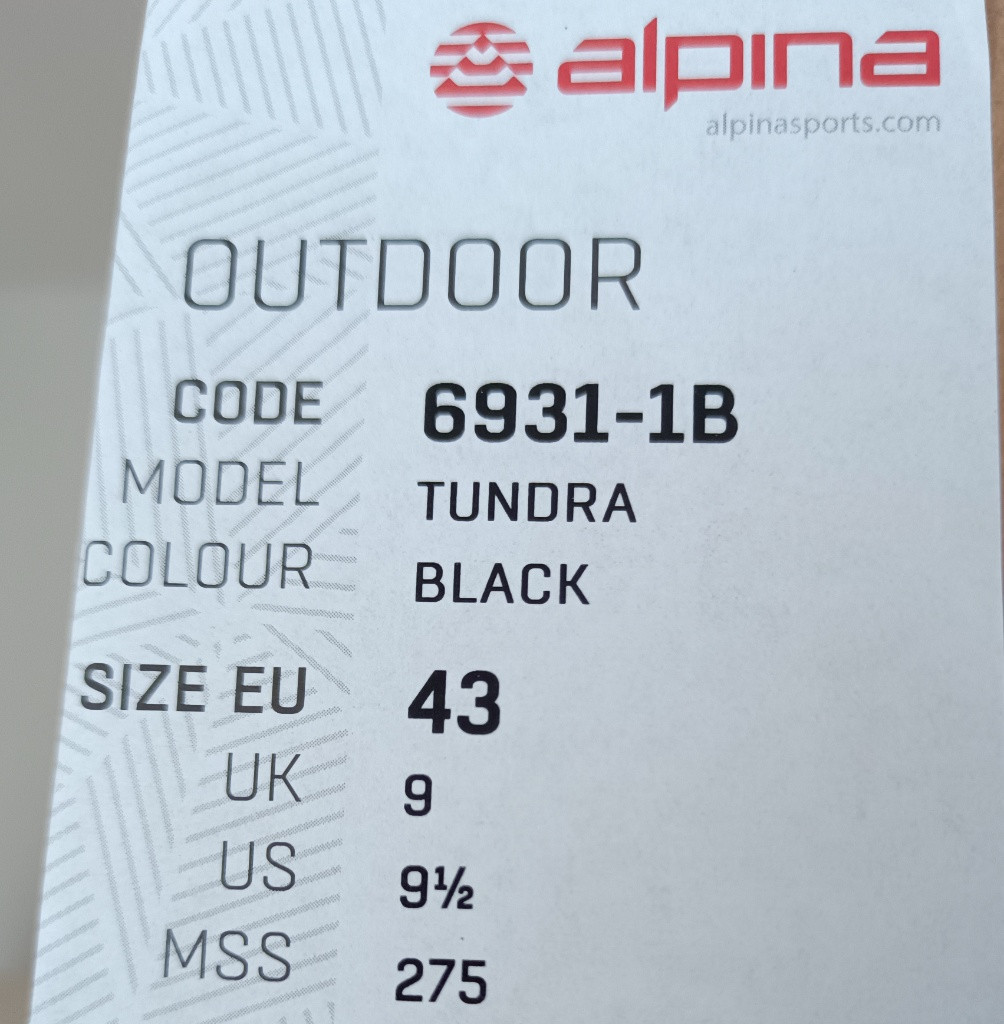 alpina
alpinasports.com
OUTDOOR
CODE 6931-1B
MODEL TUNDRA
COLOUR BLACK
SIZE EU 43
UK 9
US 9½
MSS 275